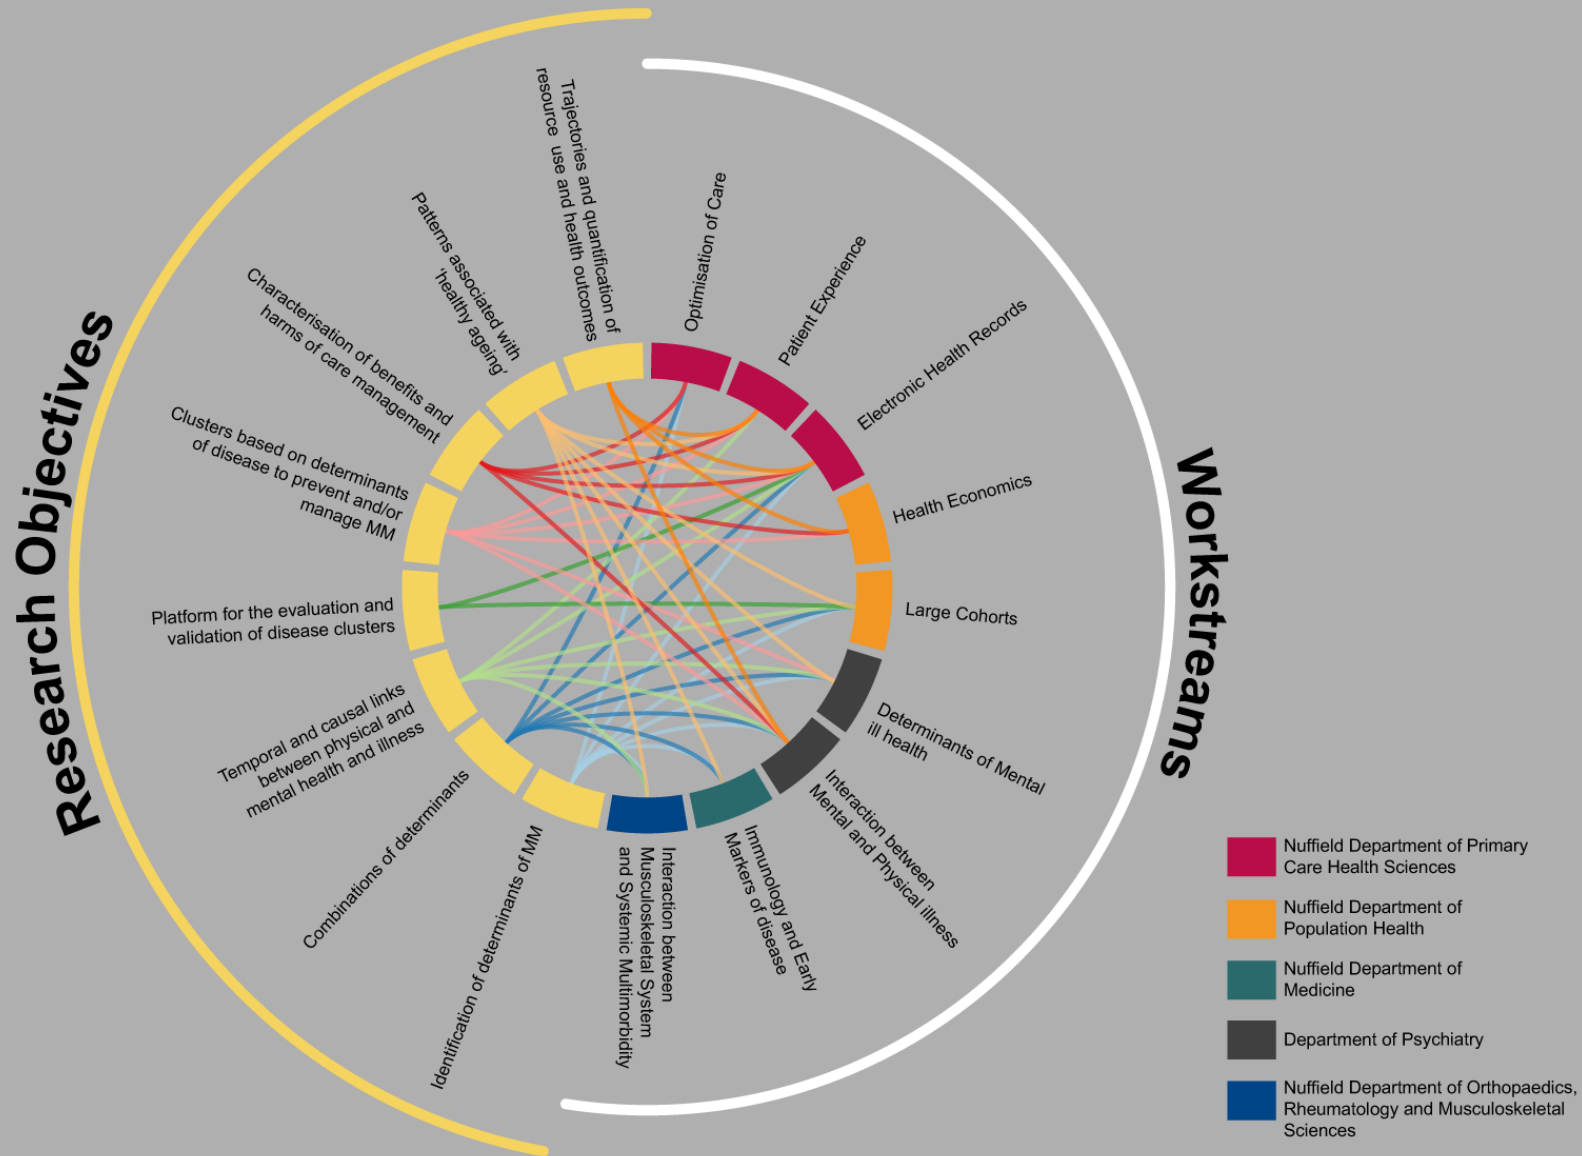 Research Objectives
Workstreams
Trajectories and quantification of
resource use and health outcomes
Patterns associated with
'healthy ageing'
Characterisation of benefits and
harms of care management
Clusters based on determinants
of disease to prevent and/or
manage MM
Platform for the evaluation and
validation of disease clusters
Temporal and causal links
between physical and
mental health and illness
Combinations of determinants
Identification of determinants of MM
Optimisation of Care
Patient Experience
Electronic Health Records
Health Economics
Large Cohorts
Determinants of Mental
ill health
Interaction between
Mental and Physical illness
Immunology and Early
Markers of disease
Interaction between
Musculoskeletal System
and Systemic Multimorbidity
Nuffield Department of Primary
Care Health Sciences
Nuffield Department of
Population Health
Nuffield Department of
Medicine
Department of Psychiatry
Nuffield Department of Orthopaedics,
Rheumatology and Musculoskeletal
Sciences